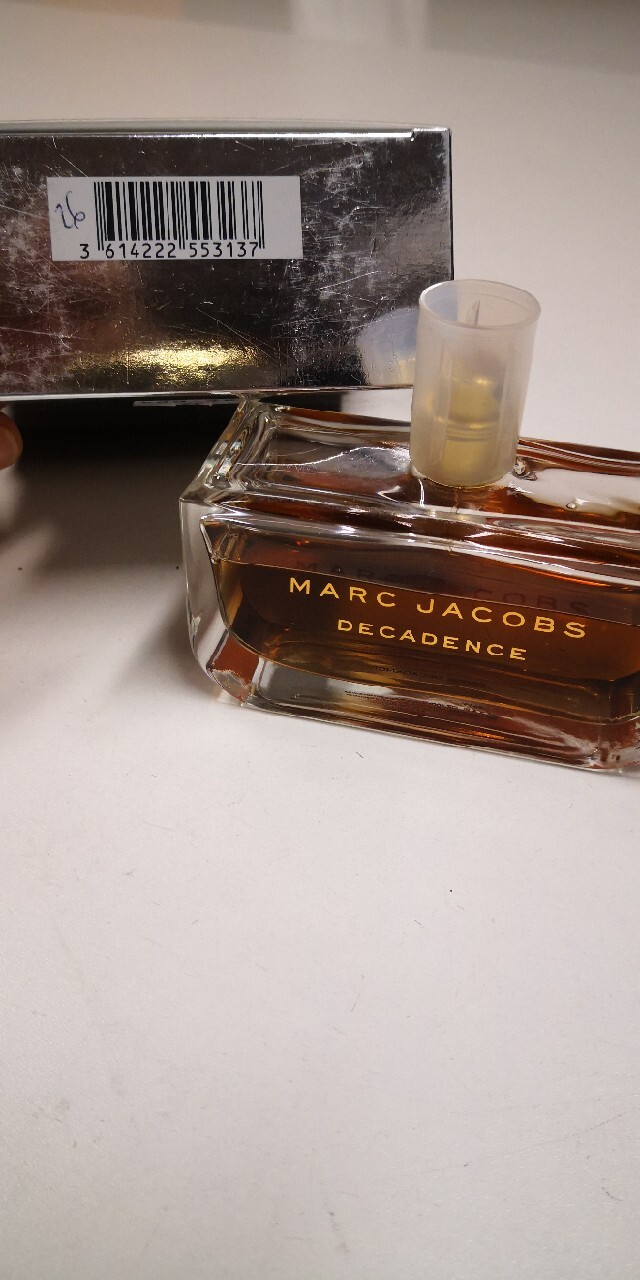 26
3 614222 553137
MARC JACOBS
DECADENCE